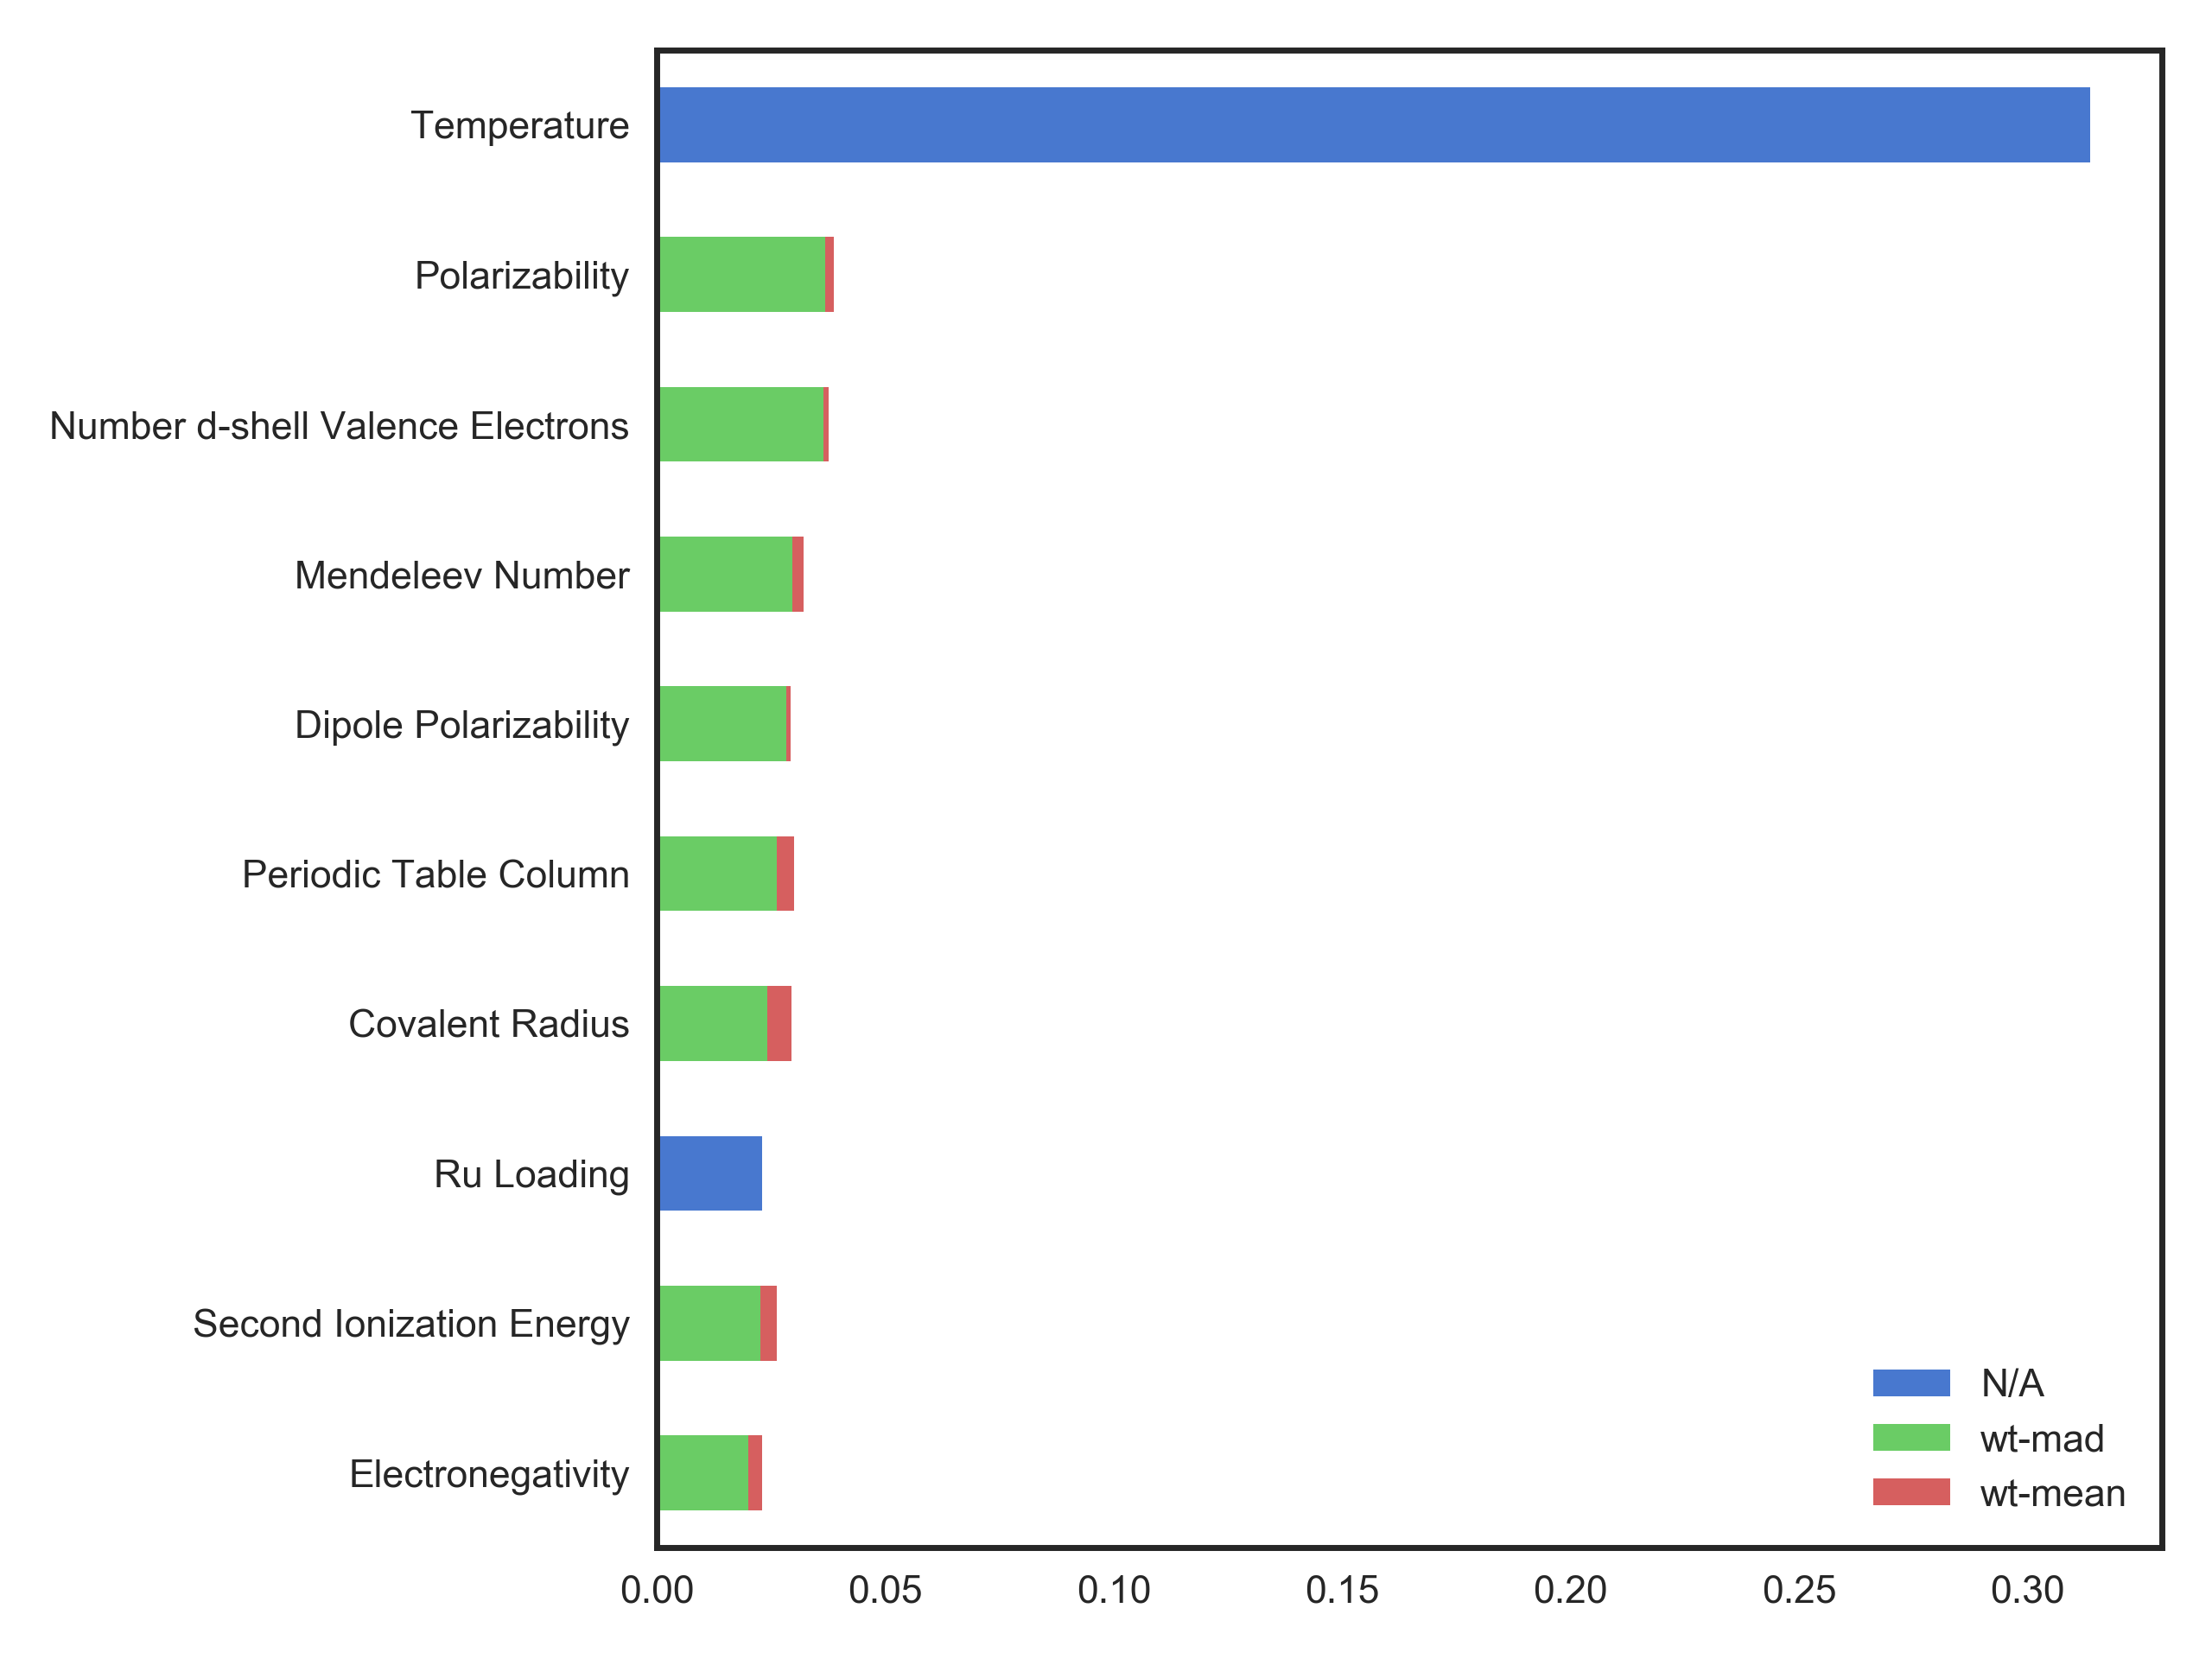 Temperature
Polarizability
Number d-shell Valence Electrons
Mendeleev Number
Dipole Polarizability
Periodic Table Column
Covalent Radius
Ru Loading
Second Ionization Energy
Electronegativity
N/A
wt-mad
wt-mean
0.00 0.05 0.10 0.15 0.20 0.25 0.30